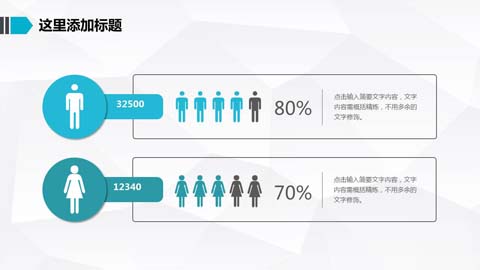 这里添加标题
32500
80%
点击输入简要文字内容，文字
内容需概括精炼，不用多余的
文字修饰。
12340
70%
点击输入简要文字内容，文字
内容需概括精炼，不用多余的
文字修饰。